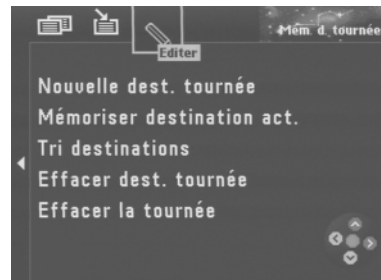 Mém. d. tournée
Editer
Nouvelle dest. tournée
Mémoriser destination act.
Tri destinations
Effacer dest. tournée
Effacer la tournée